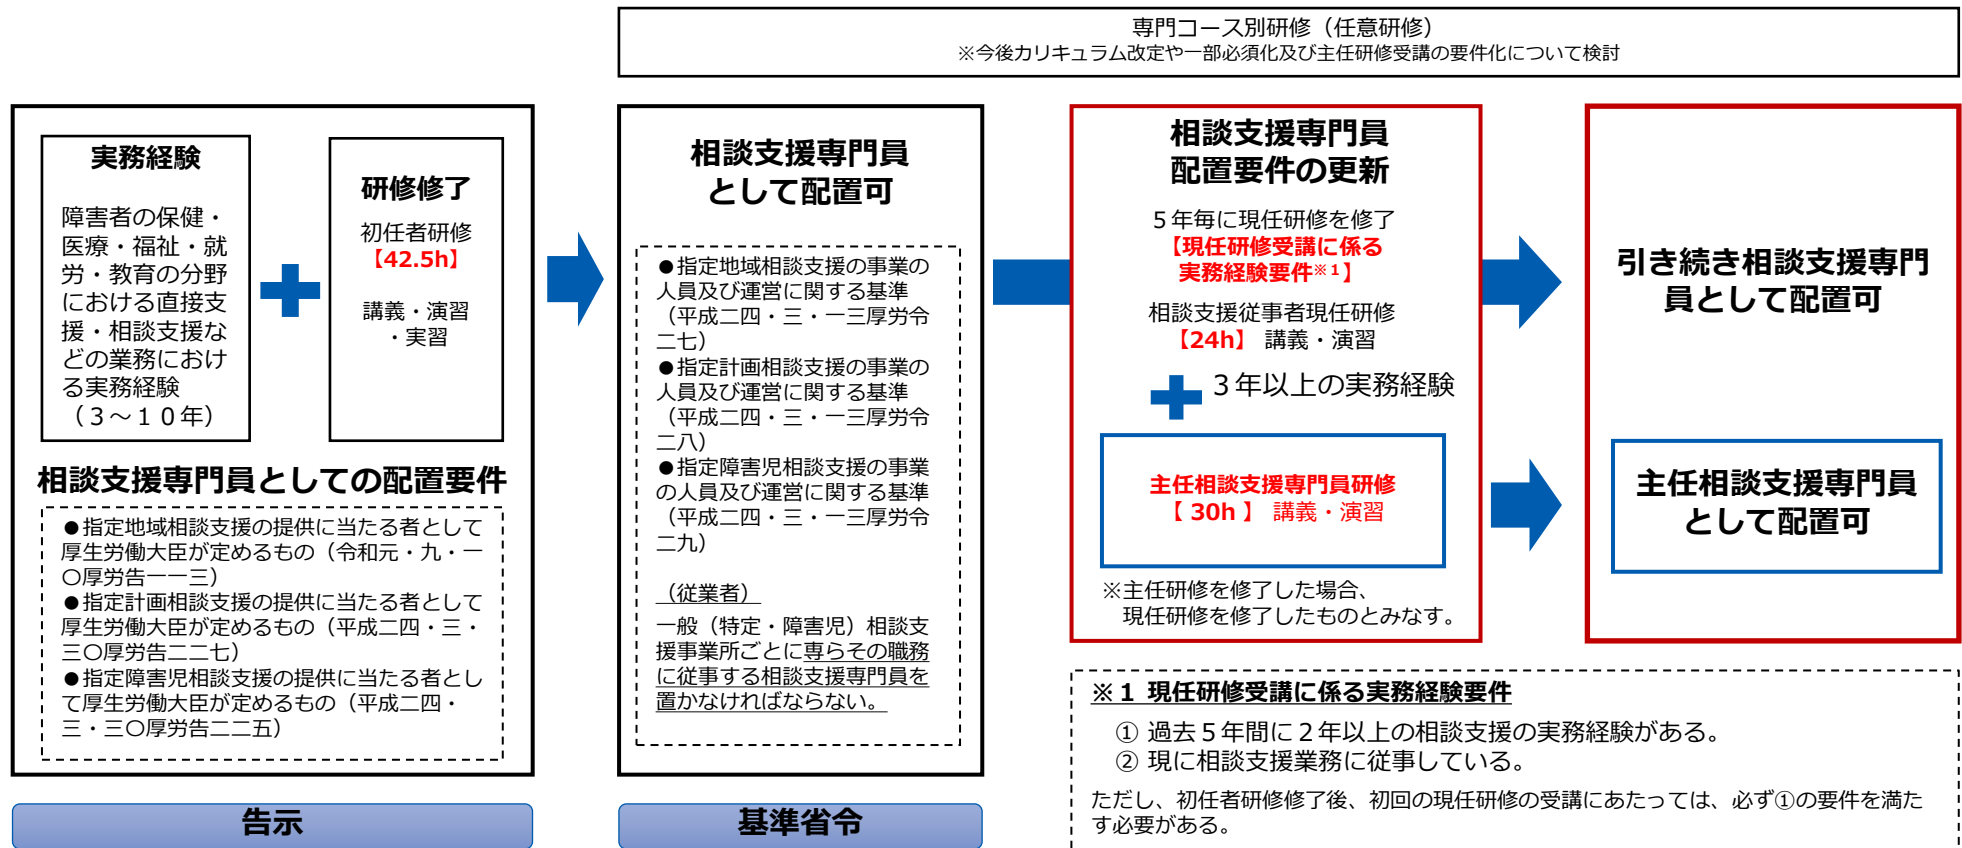 専門コース別研修（任意研修）
※今後カリキュラム改定や一部必須化及び主任研修受講の要件化について検討
実務経験
障害者の保健・
医療・福祉・就
労・教育の分野
における直接支
援・相談支援な
どの業務におけ
る実務経験
（３～１０年）
研修修了
初任者研修
【42.5h】
講義・演習
・実習
相談支援専門員としての配置要件
●指定地域相談支援の提供に当たる者として
厚生労働大臣が定めるもの（令和元・九・一
〇厚労告一一三）
●指定計画相談支援の提供に当たる者として
厚生労働大臣が定めるもの（平成二四・三・
三〇厚労告二二七）
●指定障害児相談支援の提供に当たる者とし
て厚生労働大臣が定めるもの（平成二四・
三・三〇厚労告二二五）
告示
相談支援専門員
として配置可
●指定地域相談支援の事業の
人員及び運営に関する基準
（平成二四・三・一三厚労令
二七）
●指定計画相談支援の事業の
人員及び運営に関する基準
（平成二四・三・一三厚労令
二八）
●指定障害児相談支援の事業
の人員及び運営に関する基準
（平成二四・三・一三厚労令
二九）
（従業者）
一般（特定・障害児）相談支
援事業所ごとに専らその職務
に従事する相談支援専門員を
置かなければならない。
基準省令
相談支援専門員
配置要件の更新
５年毎に現任研修を修了
【現任研修受講に係る
実務経験要件※１】
相談支援従事者現任研修
【24h】 講義・演習
３年以上の実務経験
主任相談支援専門員研修
【 30h 】 講義・演習
※主任研修を修了した場合、
現任研修を修了したものとみなす。
引き続き相談支援専門
員として配置可
主任相談支援専門員
として配置可
※１ 現任研修受講に係る実務経験要件
① 過去５年間に２年以上の相談支援の実務経験がある。
② 現に相談支援業務に従事している。
ただし、初任者研修修了後、初回の現任研修の受講にあたっては、必ず①の要件を満た
す必要がある。